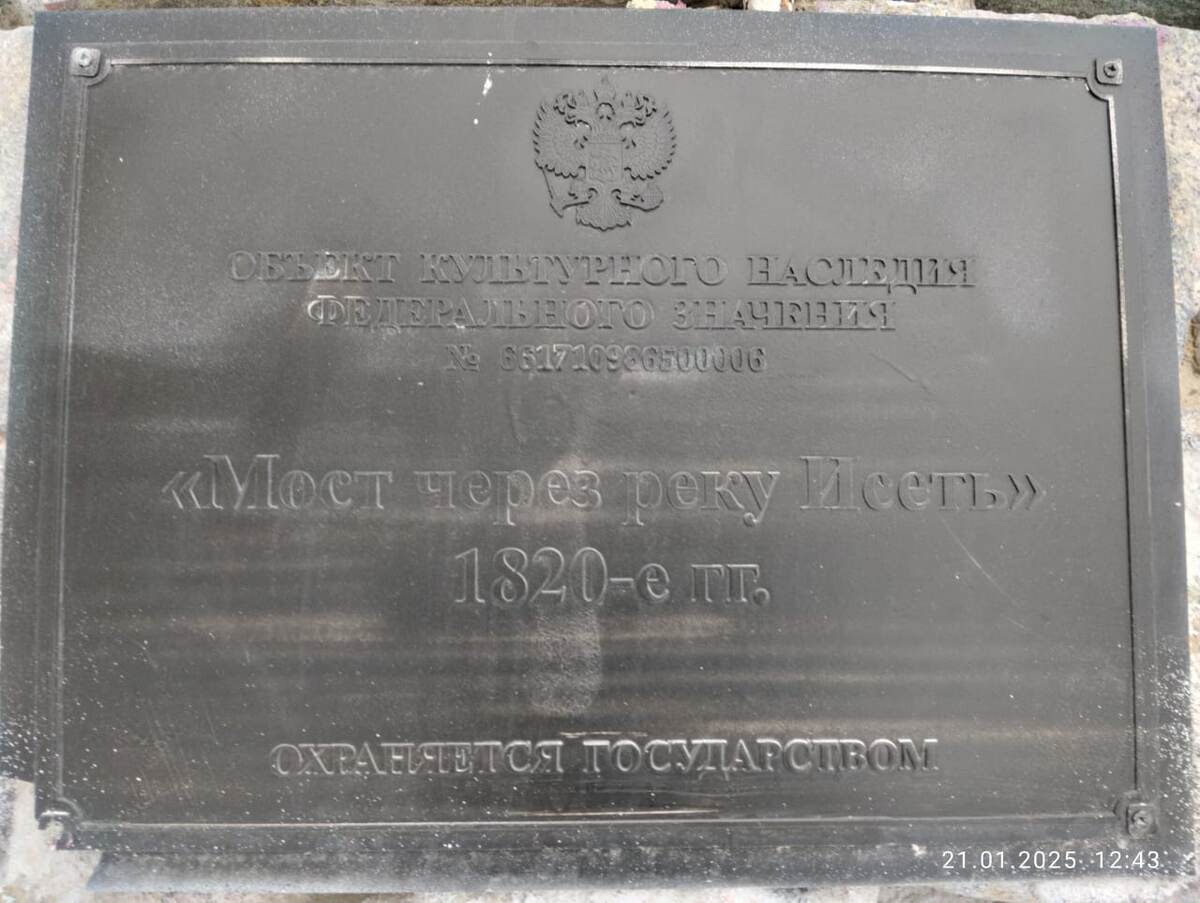 ОБЪЕКТ КУЛЬТУРНОГО НАСЛЕДИЯ
ФЕДЕРАЛЬНОГО ЗНАЧЕНИЯ
№ 661710986500006
«Мост через реку Исеть»
1820-е гг.
ОХРАНЯЕТСЯ ГОСУДАРСТВОМ
21.01.2025 12:43